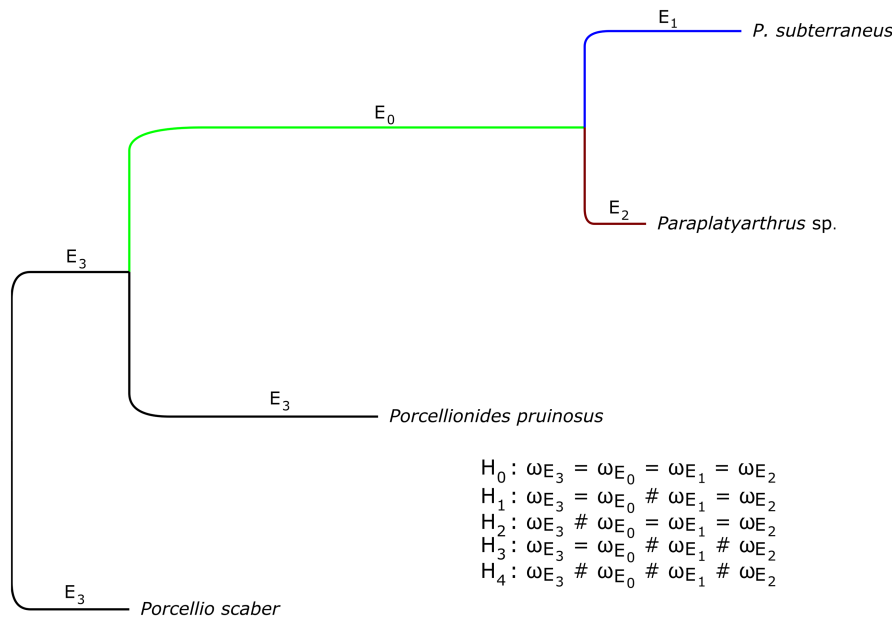 E₁
P. subterraneus
E₀
E₂
Paraplatyarthrus sp.
E₃
E₃
Porcellionides pruinosus
H₀: ωE₃ = ωE₀ = ωE₁ = ωE₂
H₁: ωE₃ = ωE₀ # ωE₁ = ωE₂
H₂: ωE₃ # ωE₀ = ωE₁ = ωE₂
H₃: ωE₃ = ωE₀ # ωE₁ # ωE₂
H₄: ωE₃ # ωE₀ # ωE₁ # ωE₂
E₃
Porcellio scaber